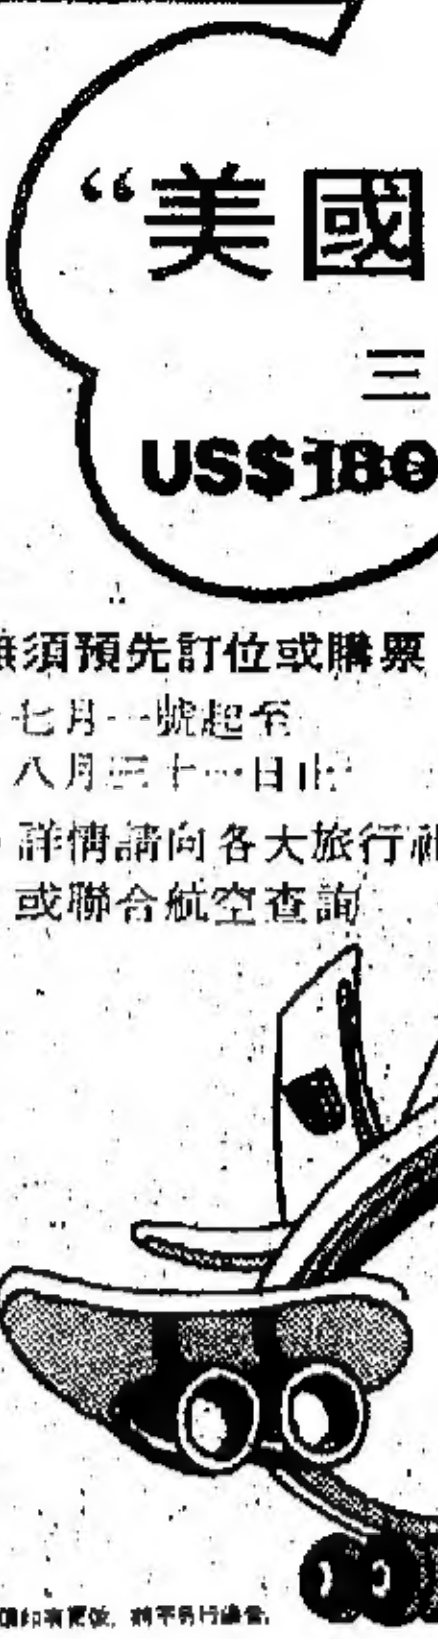 “美國
三
US$180
無須預先訂位或購票
七月一號起至
八月三十一日止
詳情請向各大旅行社
或聯合航空查詢